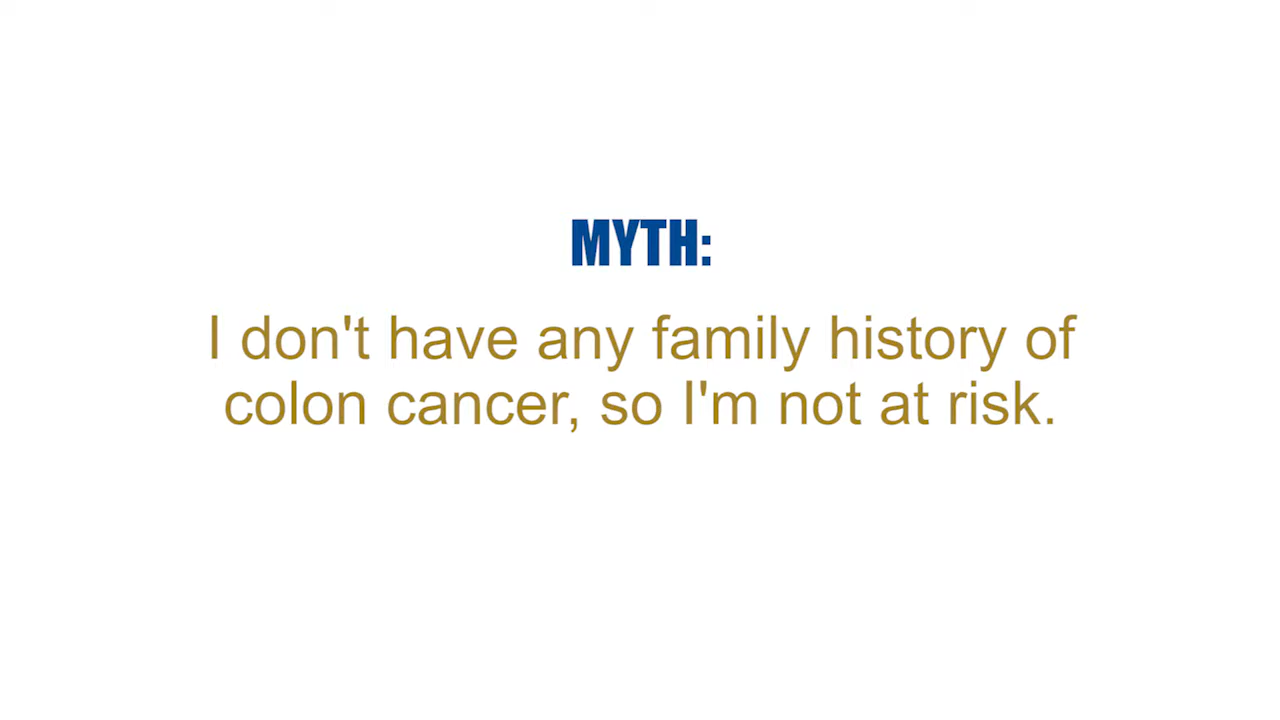 MYTH:
I don't have any family history of
colon cancer, so I'm not at risk.